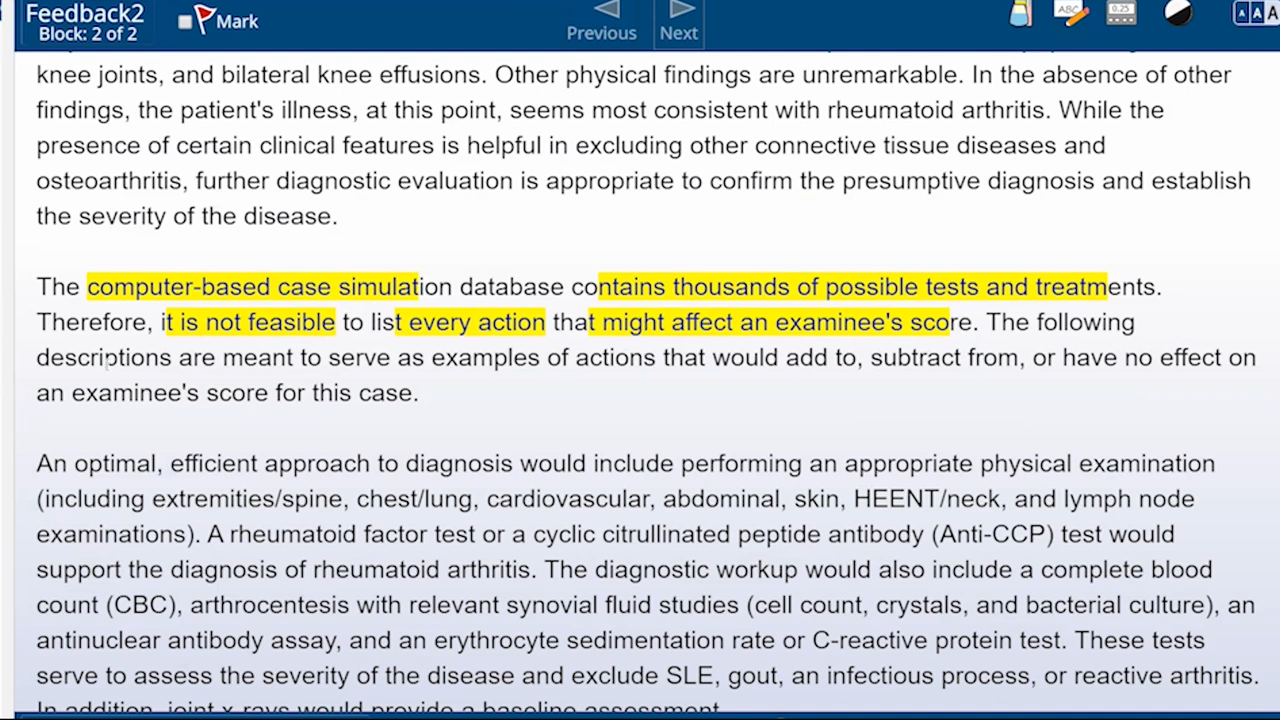 Feedback2
Block: 2 of 2
Mark
Previous
Next
ABC
0.25
A A A
knee joints, and bilateral knee effusions. Other physical findings are unremarkable. In the absence of other
findings, the patient's illness, at this point, seems most consistent with rheumatoid arthritis. While the
presence of certain clinical features is helpful in excluding other connective tissue diseases and
osteoarthritis, further diagnostic evaluation is appropriate to confirm the presumptive diagnosis and establish
the severity of the disease.
The computer-based case simulation database contains thousands of possible tests and treatments.
Therefore, it is not feasible to list every action that might affect an examinee's score. The following
descriptions are meant to serve as examples of actions that would add to, subtract from, or have no effect on
an examinee's score for this case.
An optimal, efficient approach to diagnosis would include performing an appropriate physical examination
(including extremities/spine, chest/lung, cardiovascular, abdominal, skin, HEENT/neck, and lymph node
examinations). A rheumatoid factor test or a cyclic citrullinated peptide antibody (Anti-CCP) test would
support the diagnosis of rheumatoid arthritis. The diagnostic workup would also include a complete blood
count (CBC), arthrocentesis with relevant synovial fluid studies (cell count, crystals, and bacterial culture), an
antinuclear antibody assay, and an erythrocyte sedimentation rate or C-reactive protein test. These tests
serve to assess the severity of the disease and exclude SLE, gout, an infectious process, or reactive arthritis.
In addition, joint x-rays would provide a baseline assessment.